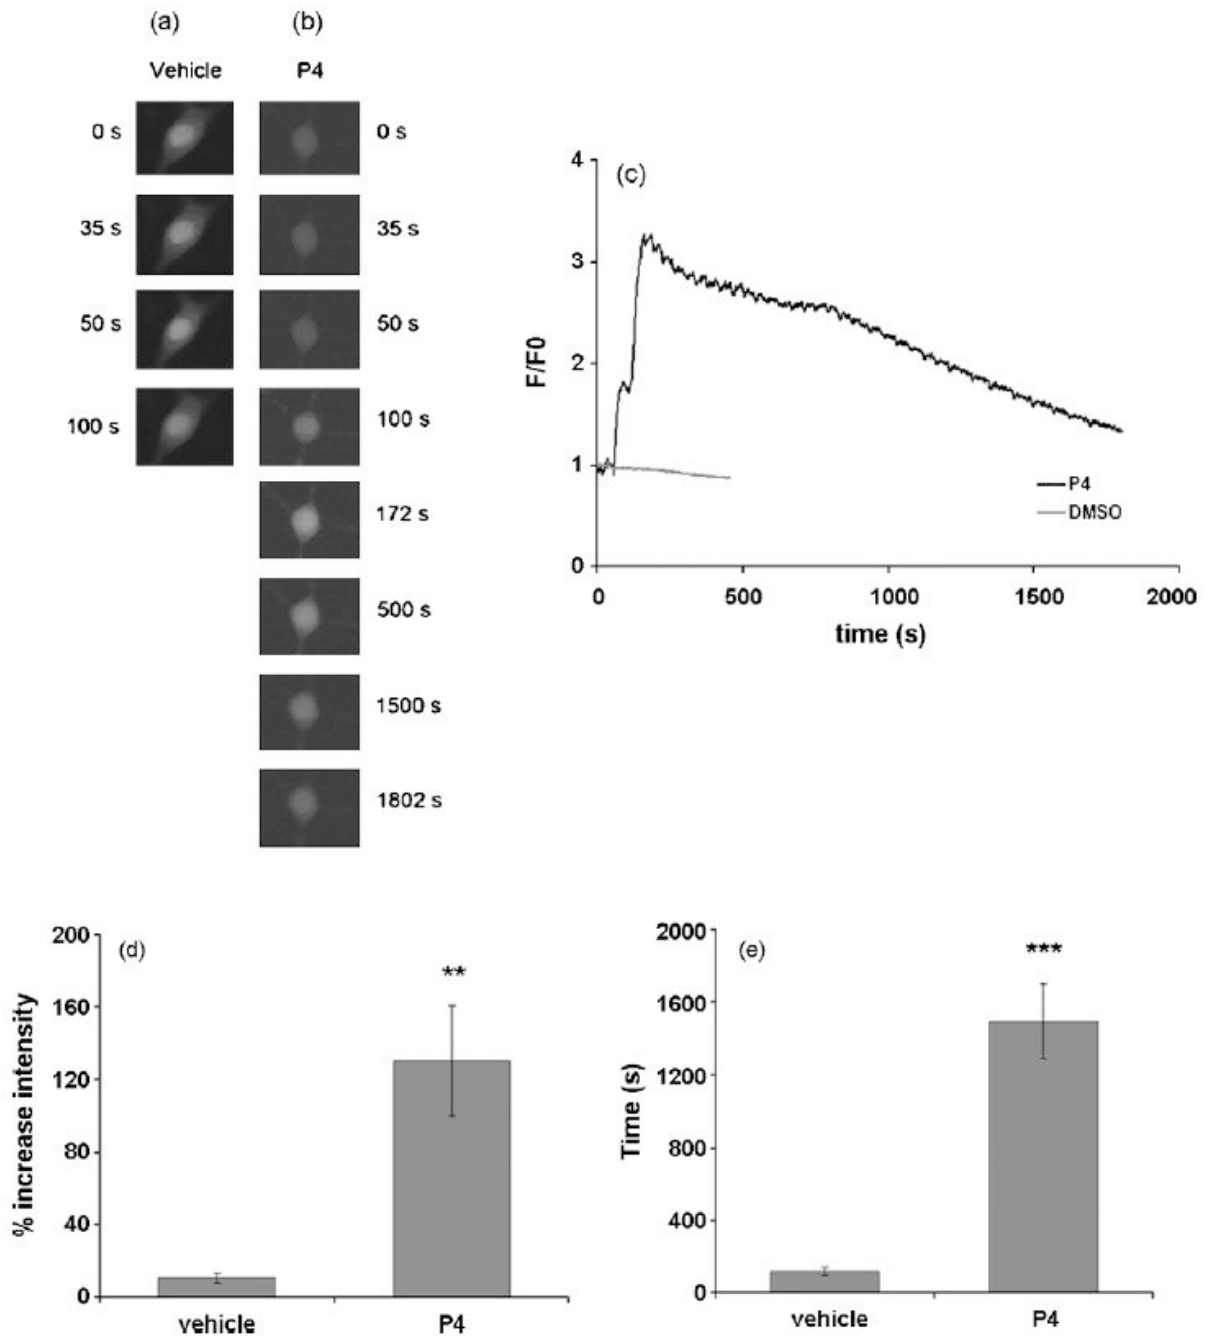 (a) (b)
Vehicle P4
0 s 0 s
35 s 35 s
50 s 50 s
100 s 100 s
172 s
500 s
1500 s
1802 s
(c)
4
3
2
1
0
F/F0
P4
DMSO
0 500 1000 1500 2000
time (s)
(d)
200
160
120
80
40
0
% increase intensity
**
vehicle P4
(e)
2000
1600
1200
800
400
0
Time (s)
***
vehicle P4